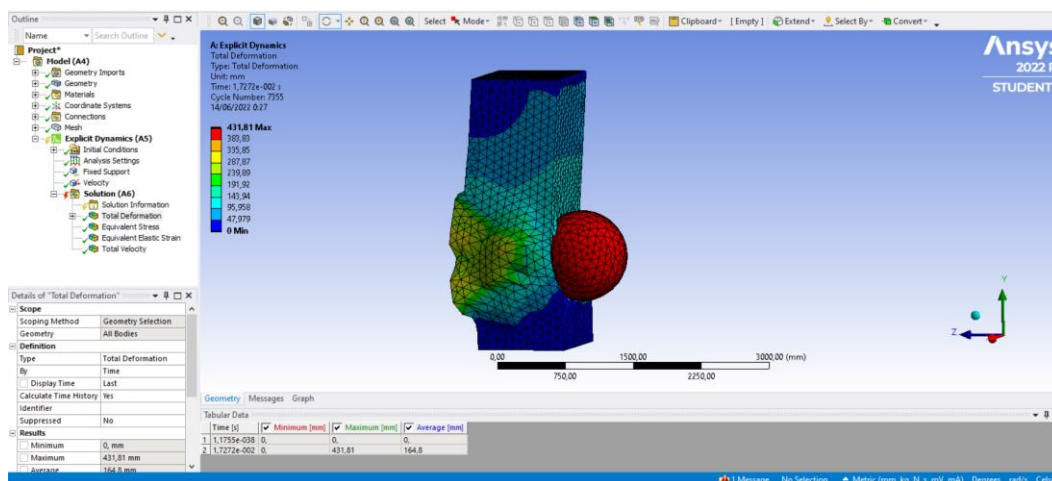 Outline
Name
Search Outline
Project*
Model (A4)
Geometry Imports
Geometry
Materials
Coordinate Systems
Connections
Mesh
Explicit Dynamics (A5)
Initial Conditions
Analysis Settings
Fixed Support
Velocity
Solution (A6)
Solution Information
Total Deformation
Equivalent Stress
Equivalent Elastic Strain
Total Velocity
Details of "Total Deformation"
Scope
Scoping Method Geometry Selection
Geometry All Bodies
Definition
Type Total Deformation
By Time
Display Time Last
Calculate Time History Yes
Identifier
Suppressed No
Results
Minimum 0, mm
Maximum 431,81 mm
Average 164,8 mm
Select Mode Clipboard [ Empty ] Extend Select By Convert
A: Explicit Dynamics
Total Deformation
Type: Total Deformation
Unit: mm
Time: 1,7272e-002 s
Cycle Number: 7355
14/06/2022 0:27
431,81 Max
383,83
335,85
287,87
239,89
191,92
143,94
95,958
47,979
0 Min
Ansys
2022
STUDENT
Y
Z
0,00 1500,00 3000,00 (mm)
750,00 2250,00
Geometry Messages Graph
Tabular Data
Time [s] Minimum [mm] Maximum [mm] Average [mm]
1 1,1755e-038 0, 0, 0,
2 1,7272e-002 0, 431,81 164,8
1 Message No Selection Metric (mm, kg, N, s, mV, mA) Degrees rad/s